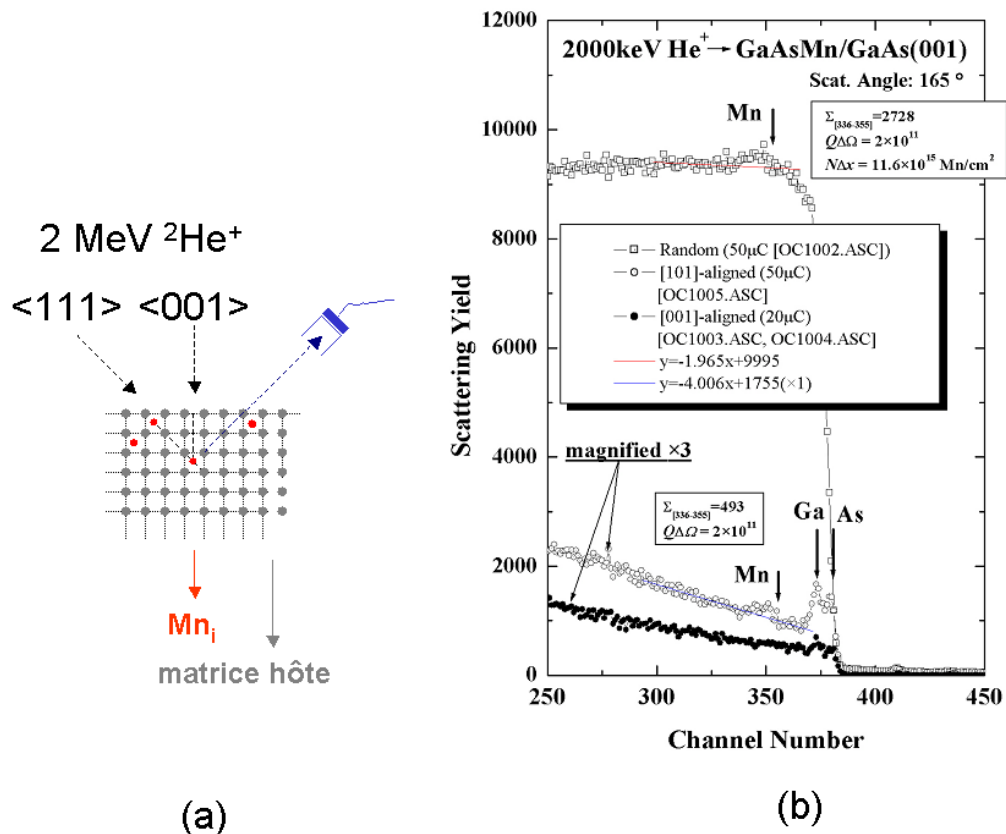 2 MeV ²He⁺
<111> <001>
Mnᵢ
matrice hôte
(a)
12000
10000
8000
6000
4000
2000
0
Scattering Yield
2000keV He⁺→GaAsMn/GaAs(001)
Scat. Angle: 165 °
Mn
Σ[336-355]=2728
QΔΩ = 2×10¹¹
NΔx = 11.6×10¹⁵ Mn/cm²
Random (50μC [OC1002.ASC])
[101]-aligned (50μC)
[OC1005.ASC]
[001]-aligned (20μC)
[OC1003.ASC, OC1004.ASC]
y=-1.965x+9995
y=-4.006x+1755(×1)
magnified ×3
Σ[336-355]=493
QΔΩ = 2×10¹¹
Ga As
Mn
250 300 350 400 450
Channel Number
(b)